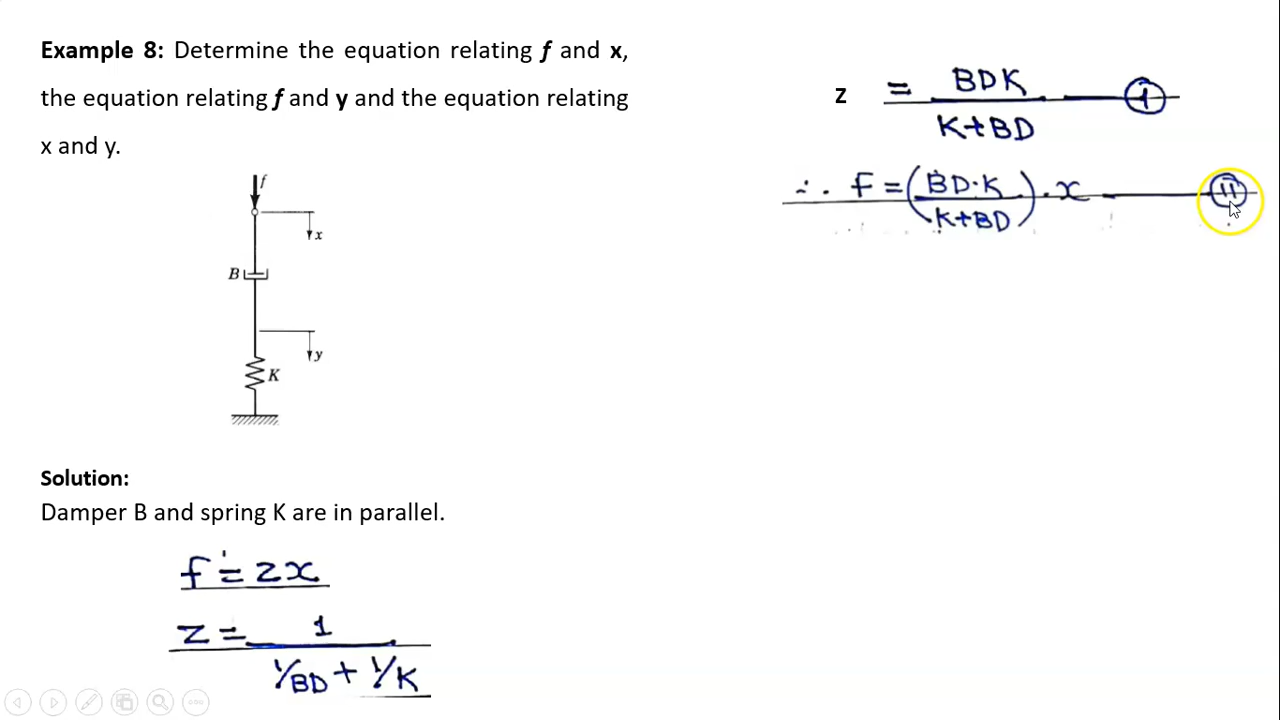 Example 8: Determine the equation relating f and x,
the equation relating f and y and the equation relating
x and y.
f
x
B
y
K
Solution:
Damper B and spring K are in parallel.
f = zx
z = 1
1/BD + 1/K
z = BDK
K+BD
I
∴ f = (BD·K
K+BD) · x
II